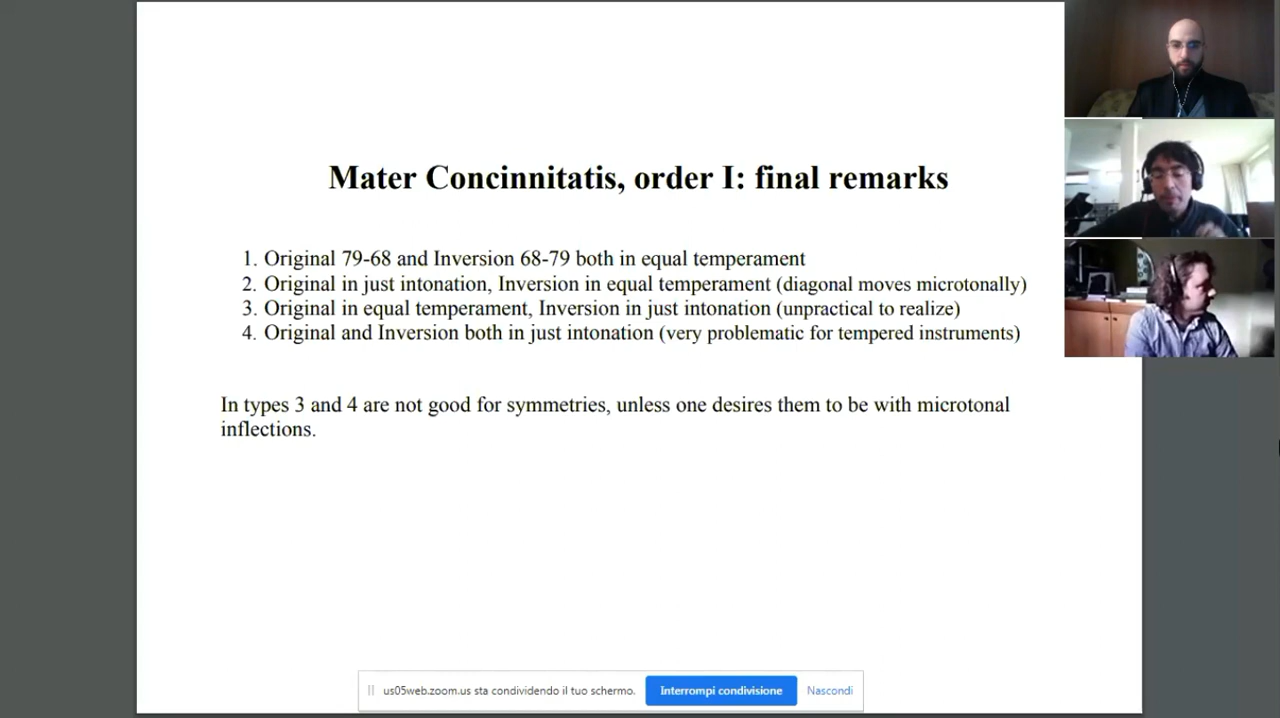 Mater Concinnitatis, order I: final remarks
1. Original 79-68 and Inversion 68-79 both in equal temperament
2. Original in just intonation, Inversion in equal temperament (diagonal moves microtonally)
3. Original in equal temperament, Inversion in just intonation (unpractical to realize)
4. Original and Inversion both in just intonation (very problematic for tempered instruments)
In types 3 and 4 are not good for symmetries, unless one desires them to be with microtonal
inflections.
us05web.zoom.us sta condividendo il tuo schermo. Interrompi condivisione Nascondi